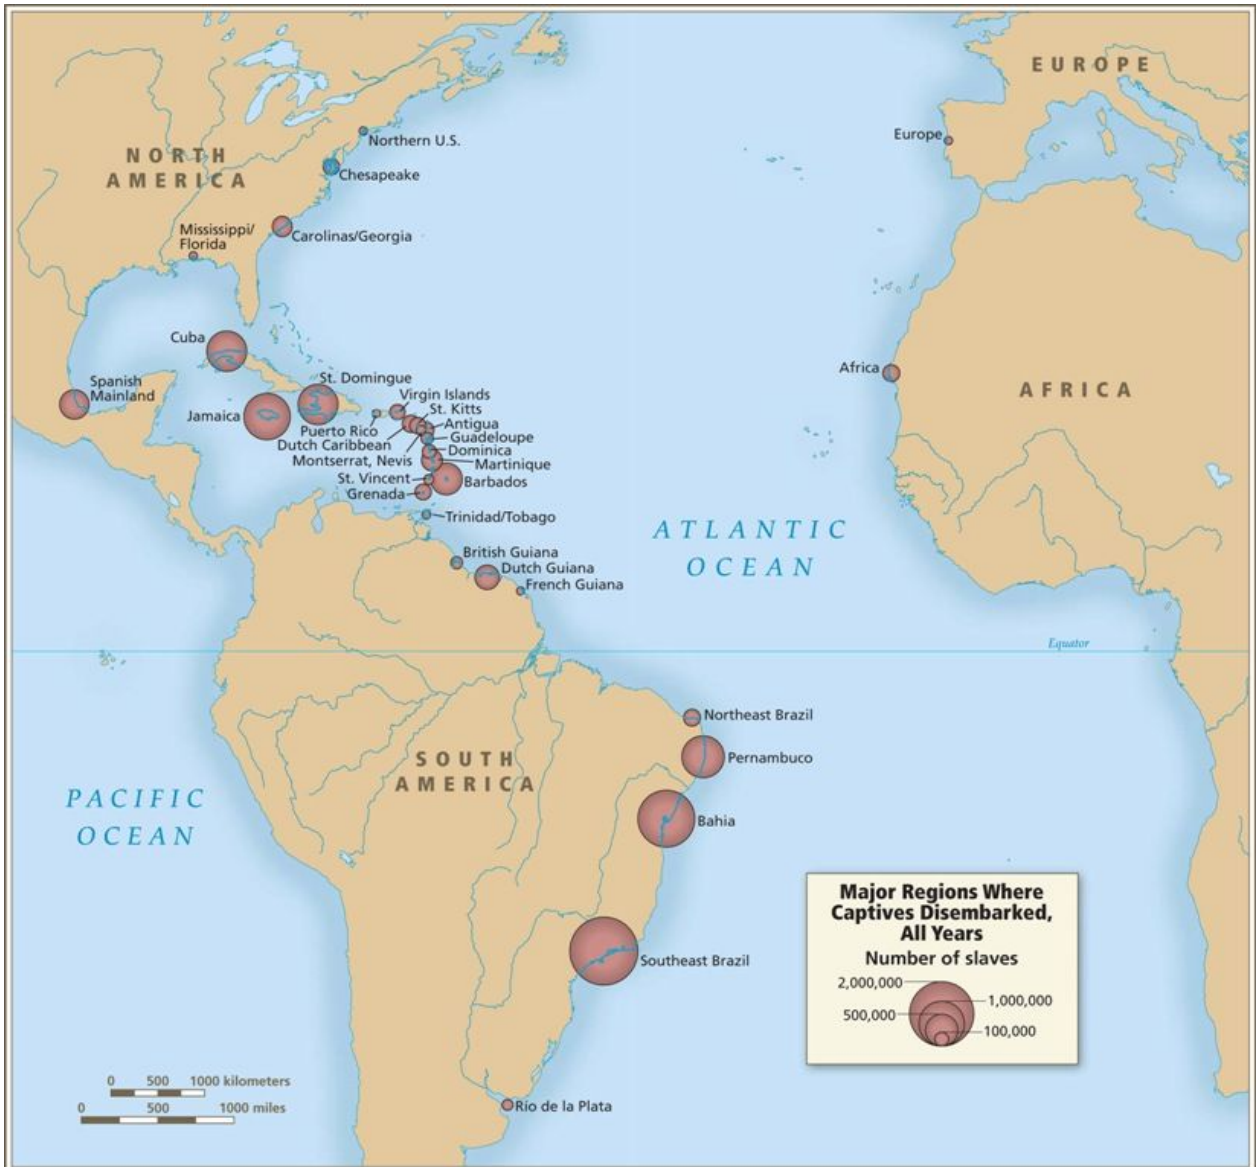 EUROPE
Europe
Northern U.S.
NORTH
AMERICA
Chesapeake
Mississippi/
Florida
Carolinas/Georgia
Cuba
Africa
AFRICA
Spanish
Mainland
St. Domingue
Jamaica
Virgin Islands
St. Kitts
Puerto Rico
Antigua
Dutch Caribbean
Guadeloupe
Montserrat, Nevis
Dominica
Martinique
St. Vincent
Barbados
Grenada
Trinidad/Tobago
ATLANTIC
OCEAN
British Guiana
Dutch Guiana
French Guiana
Equator
Northeast Brazil
SOUTH
AMERICA
Pernambuco
PACIFIC
OCEAN
Bahia
Southeast Brazil
Major Regions Where
Captives Disembarked,
All Years
Number of slaves
2,000,000
1,000,000
500,000
100,000
0 500 1000 kilometers
0 500 1000 miles
Río de la Plata